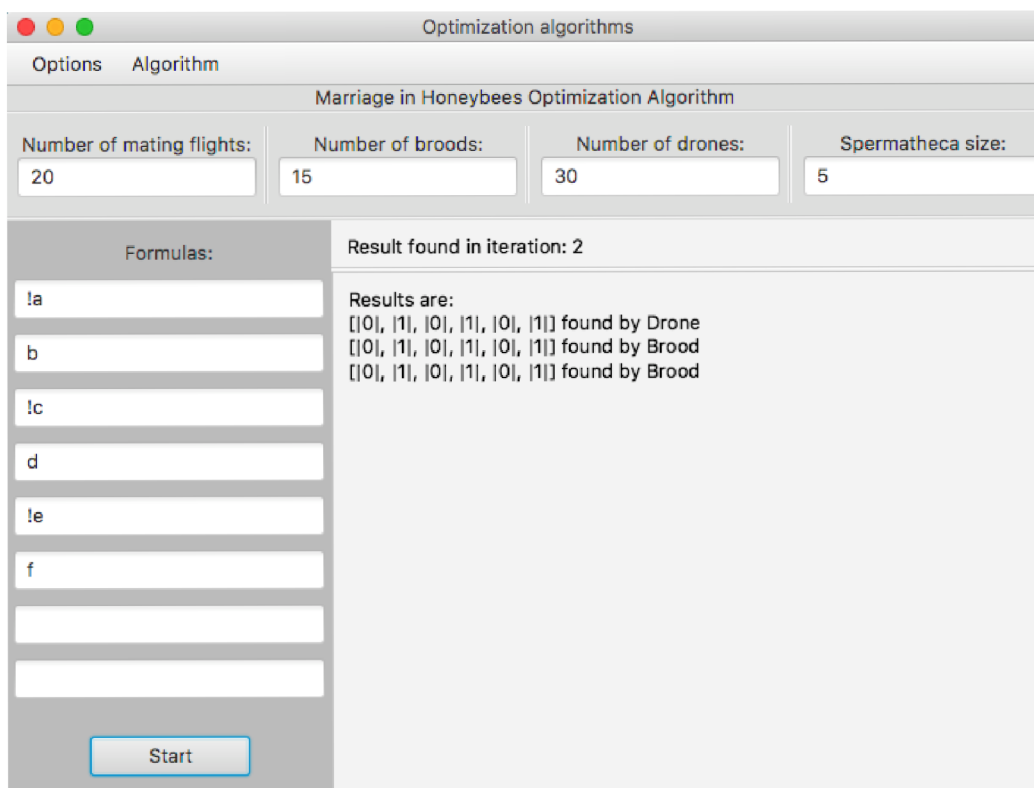 Optimization algorithms
Options Algorithm
Marriage in Honeybees Optimization Algorithm
Number of mating flights: Number of broods: Number of drones: Spermatheca size:
20 15 30 5
Formulas:
Result found in iteration: 2
!a
b
!c
d
!e
f
Results are:
[|0|, |1|, |0|, |1|, |0|, |1|] found by Drone
[|0|, |1|, |0|, |1|, |0|, |1|] found by Brood
[|0|, |1|, |0|, |1|, |0|, |1|] found by Brood
Start